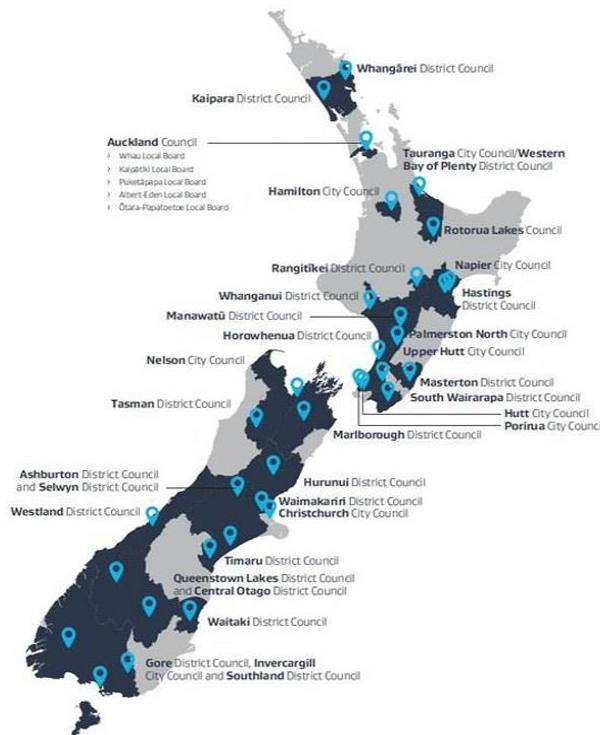 Whangārei District Council
Kaipara District Council
Auckland Council
› Whau Local Board
› Kaipātiki Local Board
› Puketāpapa Local Board
› Albert-Eden Local Board
› Ōtara-Papatoetoe Local Board
Tauranga City Council/Western
Bay of Plenty District Council
Hamilton City Council
Rotorua Lakes Council
Rangitīkei District Council
Napier City Council
Whanganui District Council
Hastings
District Council
Manawatū District Council
Horowhenua District Council
Palmerston North City Council
Upper Hutt City Council
Nelson City Council
Masterton District Council
South Wairarapa District Council
Tasman District Council
Hutt City Council
Porirua City Council
Marlborough District Council
Ashburton District Council
and Selwyn District Council
Hurunui District Council
Waimakariri District Council
Westland District Council
Christchurch City Council
Timaru District Council
Queenstown Lakes District Council
and Central Otago District Council
Waitaki District Council
Gore District Council, Invercargill
City Council and Southland District Council